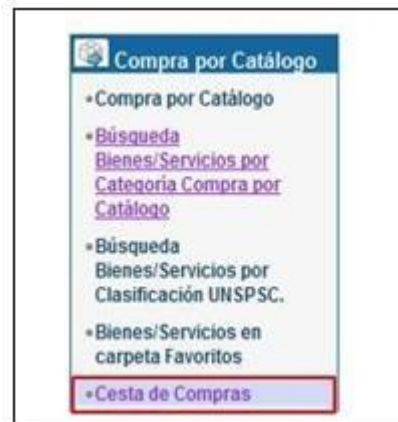 Compra por Catálogo
•Compra por Catálogo
•Búsqueda
Bienes/Servicios por
Categoría Compra por
Catálogo
•Búsqueda
Bienes/Servicios por
Clasificación UNSPSC.
•Bienes/Servicios en
carpeta Favoritos
•Cesta de Compras